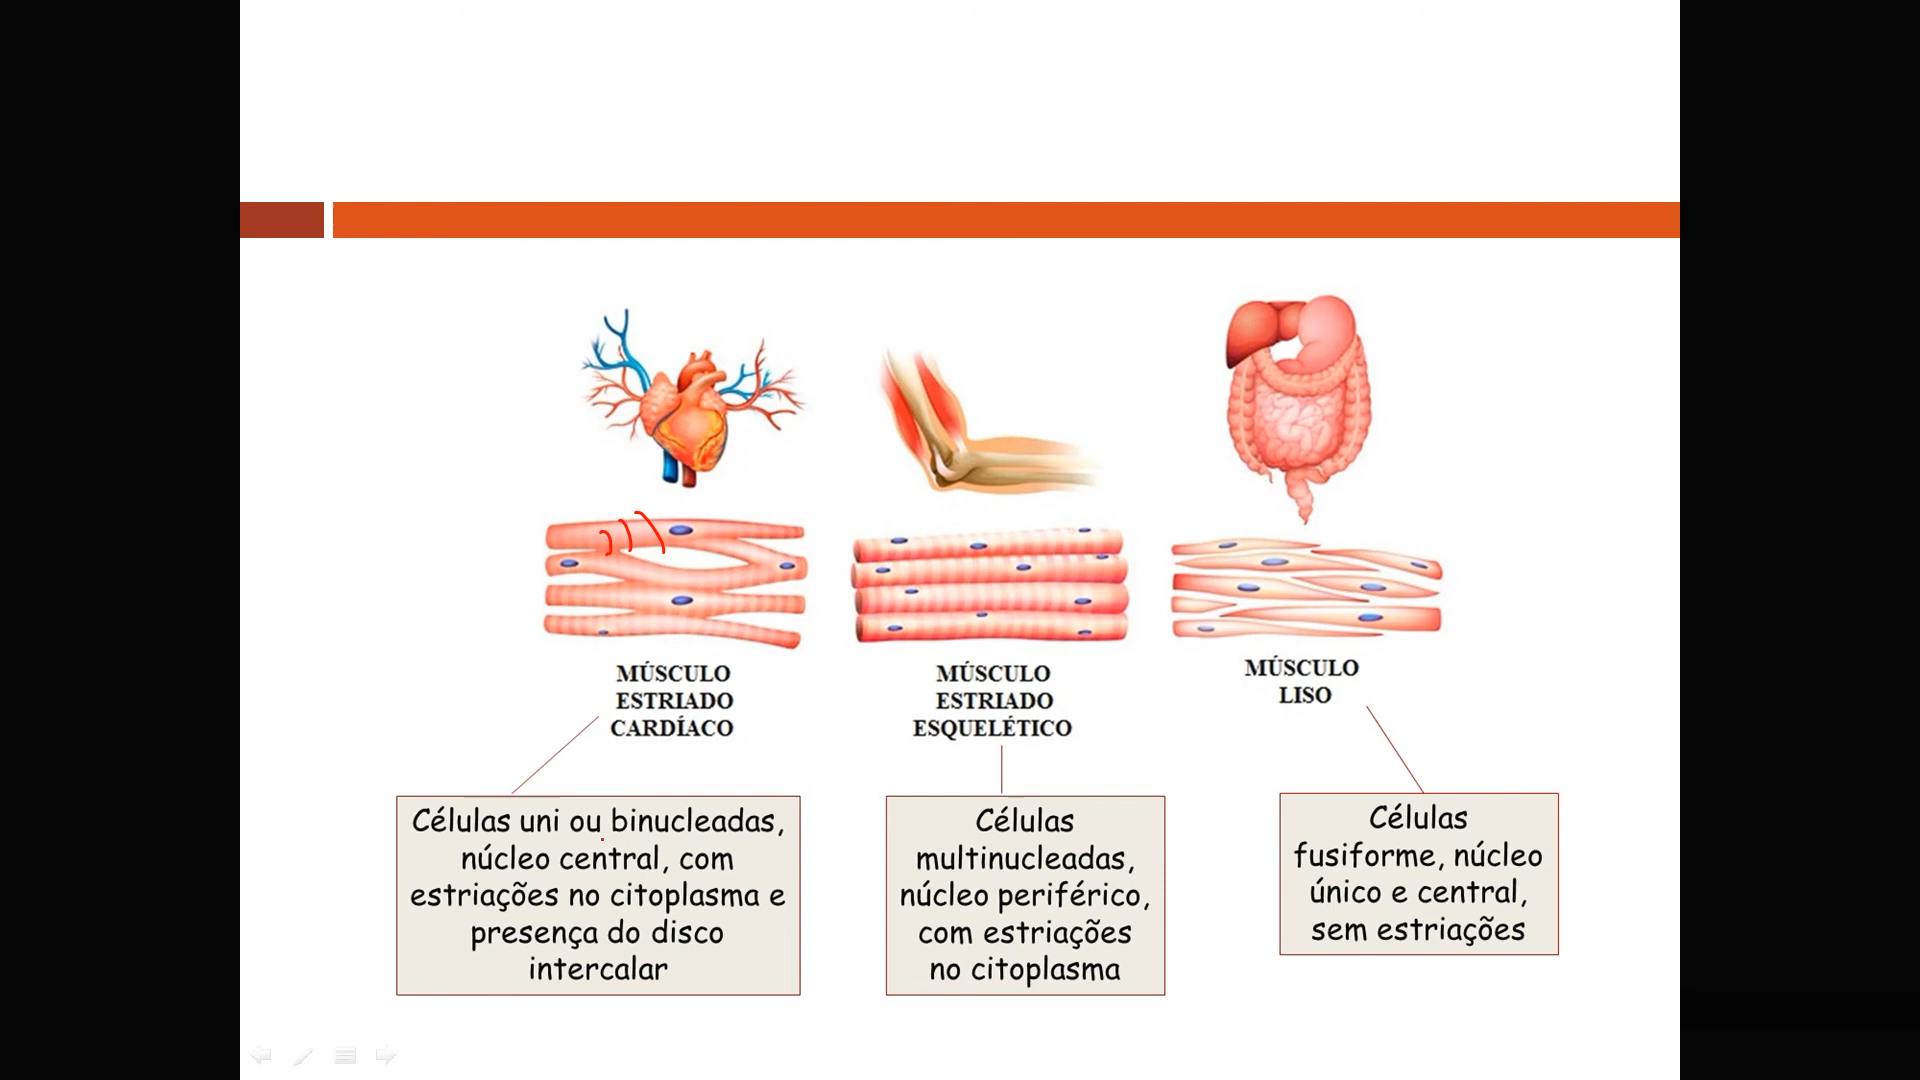 MÚSCULO
ESTRIADO
CARDÍACO
MÚSCULO
ESTRIADO
ESQUELÉTICO
MÚSCULO
LISO
Células uni ou binucleadas,
núcleo central, com
estriações no citoplasma e
presença do disco
intercalar
Células
multinucleadas,
núcleo periférico,
com estriações
no citoplasma
Células
fusiforme, núcleo
único e central,
sem estriações